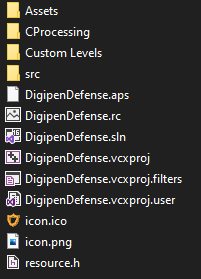 Assets
CProcessing
Custom Levels
src
DigipenDefense.aps
DigipenDefense.rc
DigipenDefense.sln
DigipenDefense.vcxproj
DigipenDefense.vcxproj.filters
DigipenDefense.vcxproj.user
icon.ico
icon.png
resource.h